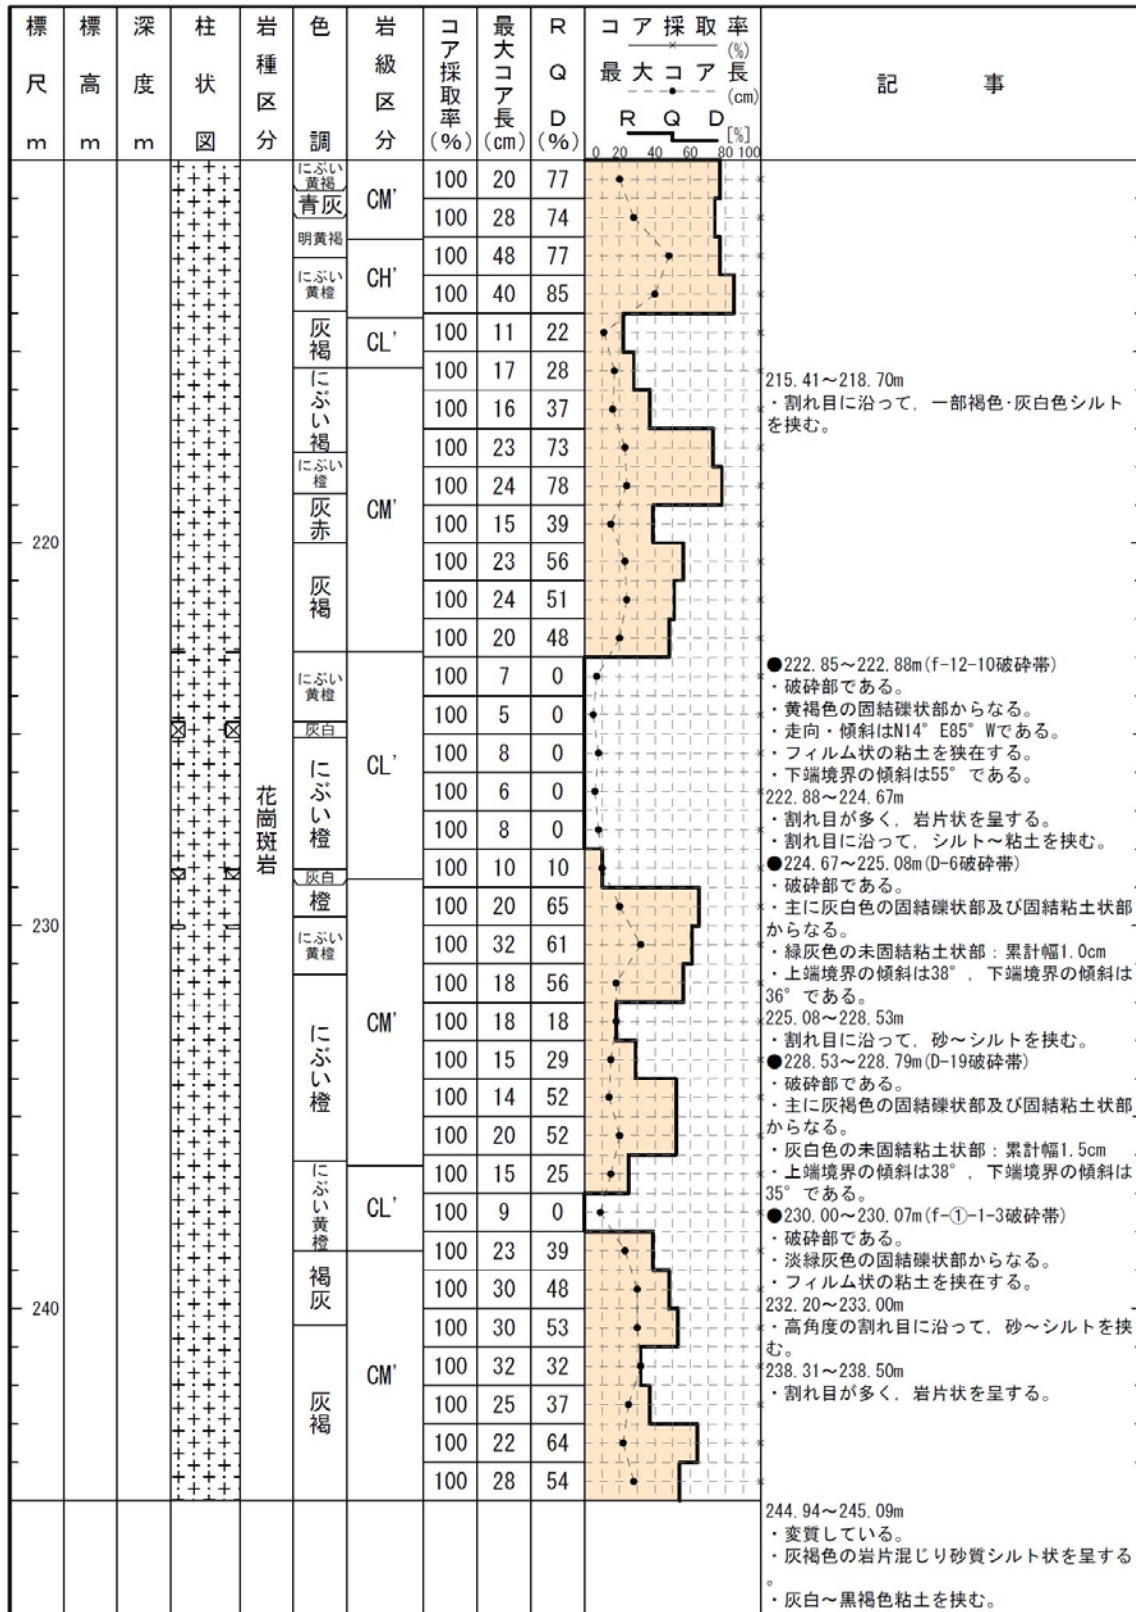 標尺m
標高m
深度m
柱状図
岩種区分
色調
岩級区分
コア採取率(%)
最大コア長(cm)
RQD(%)
コア採取率(%)
最大コア長(cm)
RQD[%]
0 20 40 60 80 100
記事
220
230
240
花崗斑岩
にぶい黄褐
青灰
明黄褐
にぶい黄橙
灰褐
にぶい褐
にぶい橙
灰赤
灰褐
にぶい黄橙
灰白
にぶい橙
灰白
橙
にぶい黄橙
にぶい橙
にぶい黄橙
褐灰
灰褐
CM'
CH'
CL'
CM'
CL'
CM'
CL'
CM'
100 20 77
100 28 74
100 48 77
100 40 85
100 11 22
100 17 28
100 16 37
100 23 73
100 24 78
100 15 39
100 23 56
100 24 51
100 20 48
100 7 0
100 5 0
100 8 0
100 6 0
100 8 0
100 10 10
100 20 65
100 32 61
100 18 56
100 18 18
100 15 29
100 14 52
100 20 52
100 15 25
100 9 0
100 23 39
100 30 48
100 30 53
100 32 32
100 25 37
100 22 64
100 28 54
215.41～218.70m
・割れ目に沿って，一部褐色・灰白色シルト
を挟む。
●222.85～222.88m(f-12-10破砕帯)
・破砕部である。
・黄褐色の固結礫状部からなる。
・走向・傾斜はN14°E85°Wである。
・フィルム状の粘土を狭在する。
・下端境界の傾斜は55°である。
222.88～224.67m
・割れ目が多く，岩片状を呈する。
・割れ目に沿って，シルト～粘土を挟む。
●224.67～225.08m(D-6破砕帯)
・破砕部である。
・主に灰白色の固結礫状部及び固結粘土状部
からなる。
・緑灰色の未固結粘土状部：累計幅1.0cm
・上端境界の傾斜は38°，下端境界の傾斜は
36°である。
225.08～228.53m
・割れ目に沿って，砂～シルトを挟む。
●228.53～228.79m(D-19破砕帯)
・破砕部である。
・主に灰褐色の固結礫状部及び固結粘土状部
からなる。
・灰白色の未固結粘土状部：累計幅1.5cm
・上端境界の傾斜は38°，下端境界の傾斜は
35°である。
●230.00～230.07m(f-①-1-3破砕帯)
・破砕部である。
・淡緑灰色の固結礫状部からなる。
・フィルム状の粘土を挟在する。
232.20～233.00m
・高角度の割れ目に沿って，砂～シルトを挟
む。
238.31～238.50m
・割れ目が多く，岩片状を呈する。
244.94～245.09m
・変質している。
・灰褐色の岩片混じり砂質シルト状を呈する
。
・灰白～黒褐色粘土を挟む。